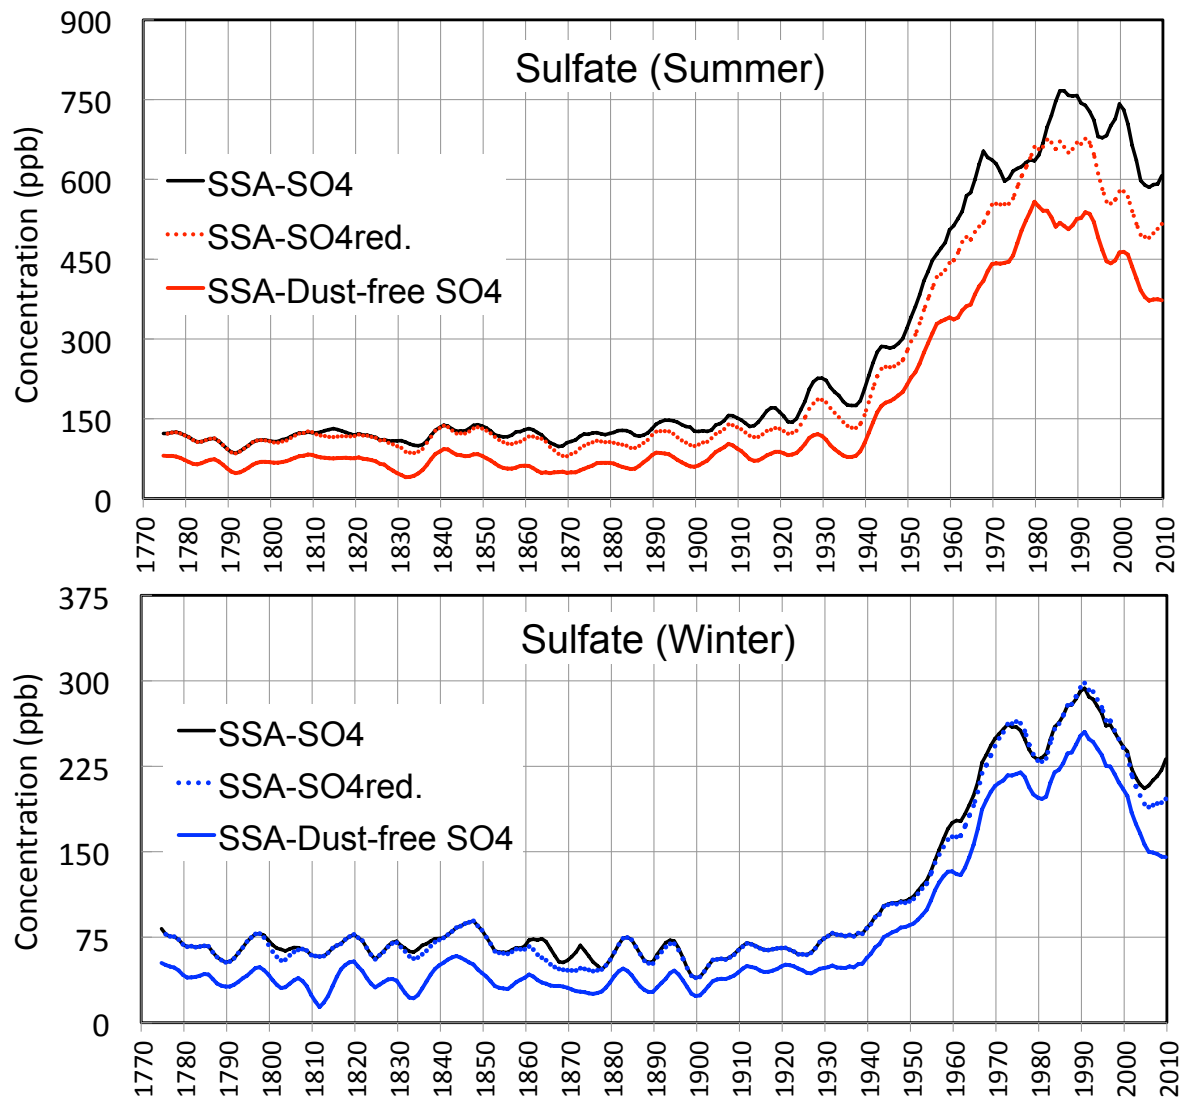 900
750
600
450
300
150
0
Concentration (ppb)
Sulfate (Summer)
SSA-SO4
SSA-SO4red.
SSA-Dust-free SO4
1770 1780 1790 1800 1810 1820 1830 1840 1850 1860 1870 1880 1890 1900 1910 1920 1930 1940 1950 1960 1970 1980 1990 2000 2010
375
300
225
150
75
0
Concentration (ppb)
Sulfate (Winter)
SSA-SO4
SSA-SO4red.
SSA-Dust-free SO4
1770 1780 1790 1800 1810 1820 1830 1840 1850 1860 1870 1880 1890 1900 1910 1920 1930 1940 1950 1960 1970 1980 1990 2000 2010